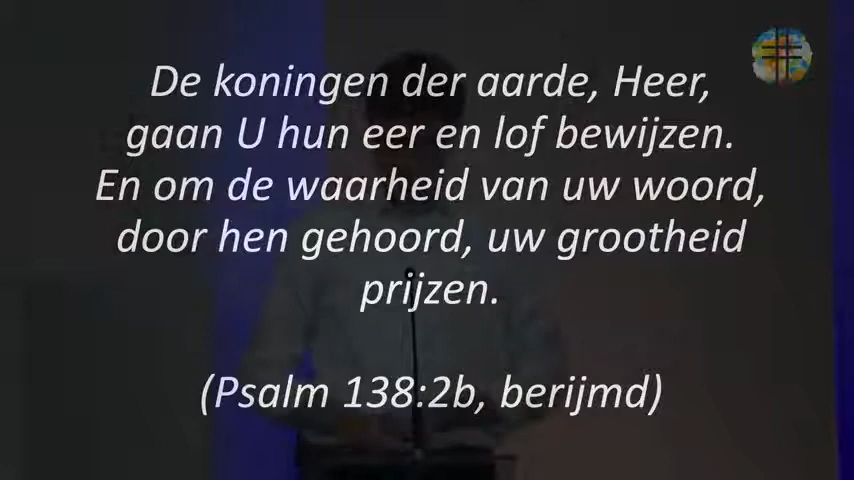 De koningen der aarde, Heer,
gaan U hun eer en lof bewijzen.
En om de waarheid van uw woord,
door hen gehoord, uw grootheid
prijzen.
(Psalm 138:2b, berijmd)